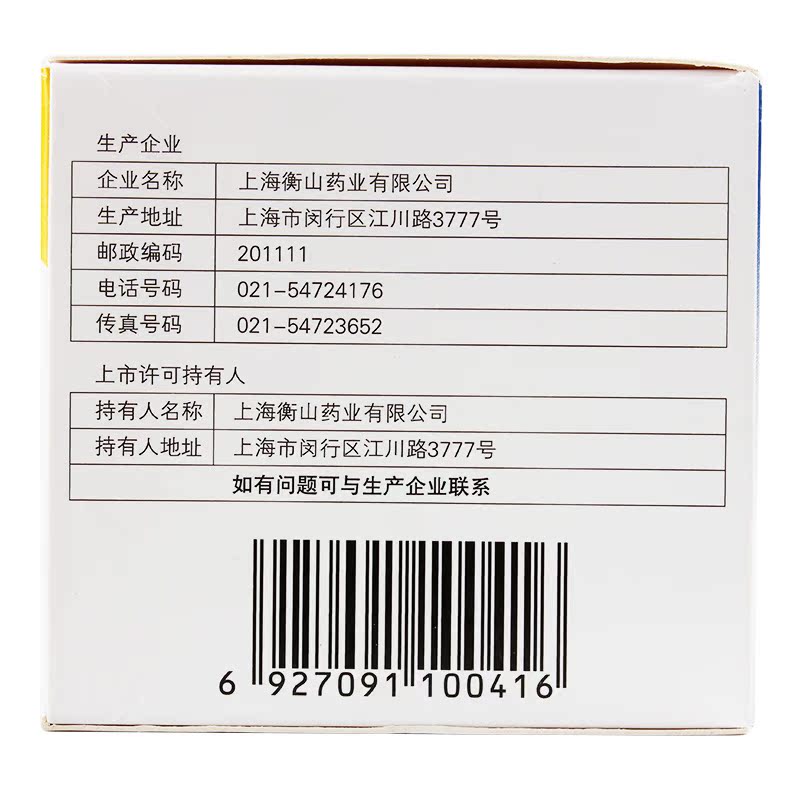 生产企业
企业名称 上海衡山药业有限公司
生产地址 上海市闵行区江川路3777号
邮政编码 201111
电话号码 021-54724176
传真号码 021-54723652
上市许可持有人
持有人名称 上海衡山药业有限公司
持有人地址 上海市闵行区江川路3777号
如有问题可与生产企业联系
6 927091 100416